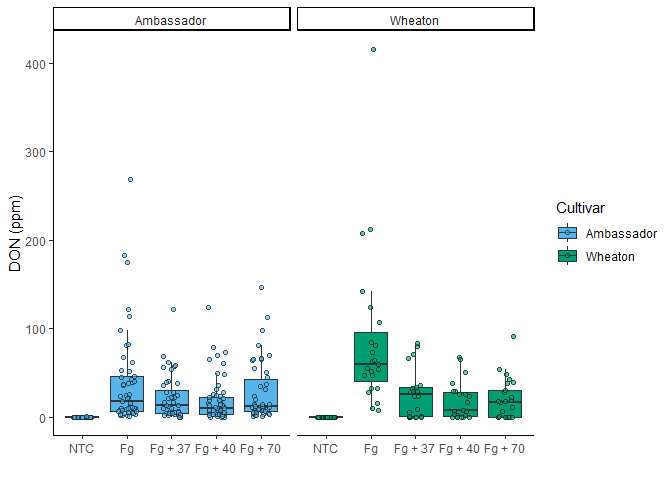 Ambassador Wheaton
400
300
200
100
0
DON (ppm)
NTC Fg Fg + 37 Fg + 40 Fg + 70 NTC Fg Fg + 37 Fg + 40 Fg + 70
Cultivar
Ambassador
Wheaton